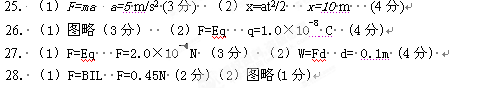 25. (1) F=ma a=5m/s²(3分) (2)x=at²/2 x=10m (4分)
26. (1)图略(3分) (2)F=Eq q=1.0×10⁻⁸ C (4分)
27. (1)F=Eq F=2.0×10⁻⁴N (3分) (2)W=Fd d= 0.1m(4分)
28. (1)F=BIL F=0.45N(2分)(2)图略(1分)